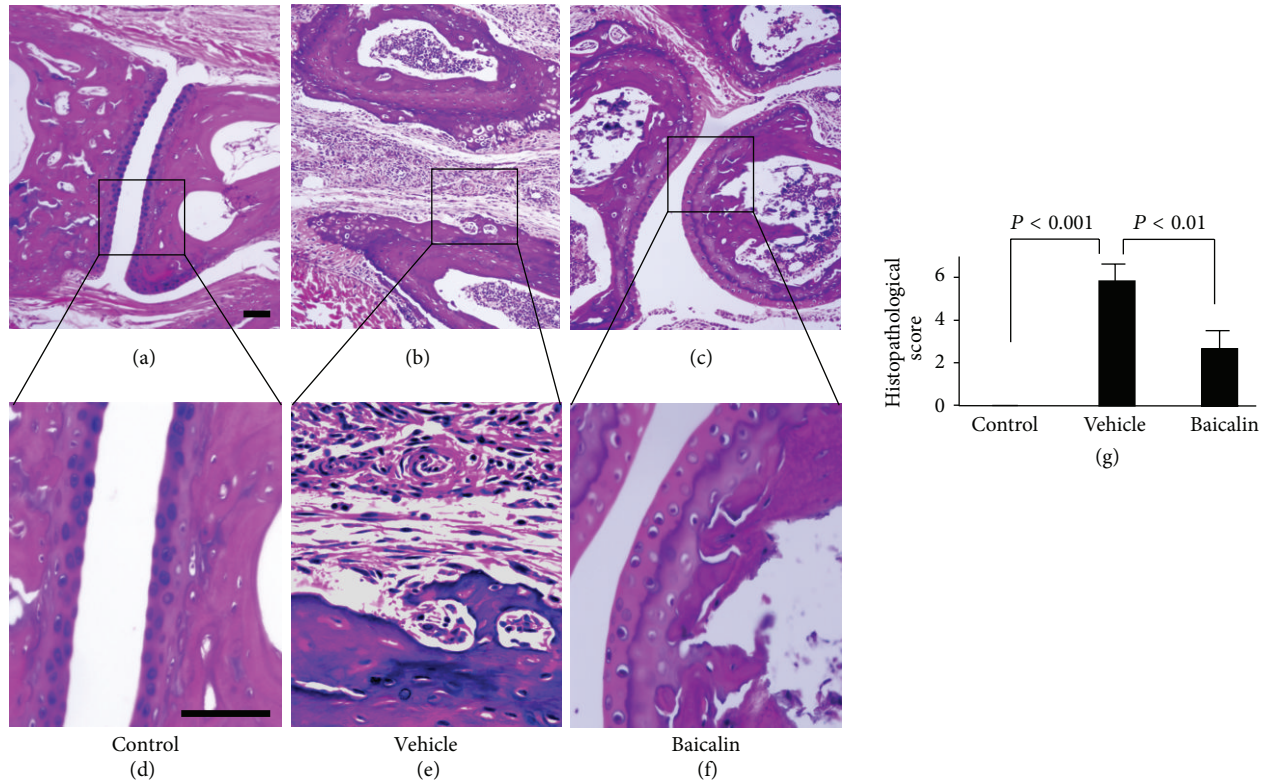 (a)
(b)
(c)
Control
(d)
Vehicle
(e)
Baicalin
(f)
P < 0.001
P < 0.01
Histopathological
score
6
4
2
0
Control
Vehicle
Baicalin
(g)